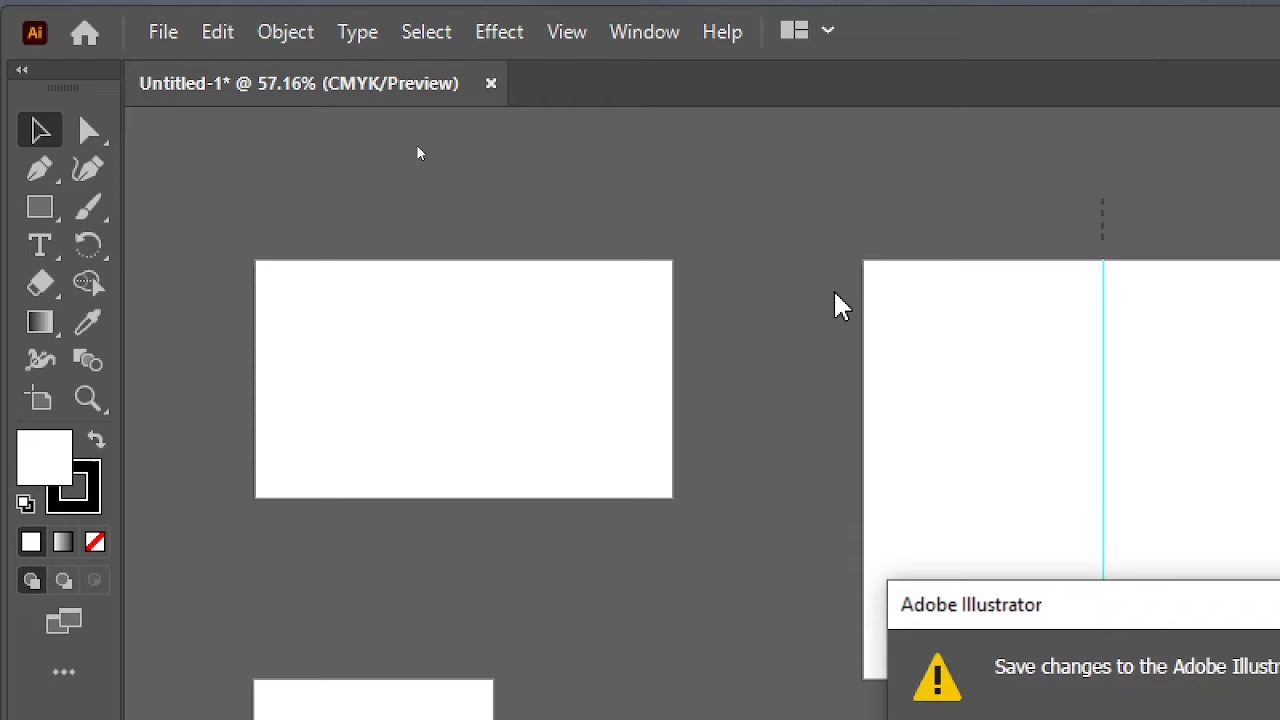 Ai File Edit Object Type Select Effect View Window Help
Untitled-1* @ 57.16% (CMYK/Preview)
Adobe Illustrator
Save changes to the Adobe